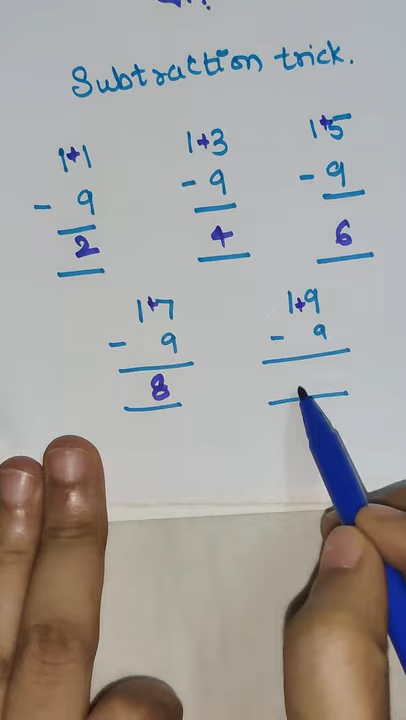 Subtraction trick.
1+1 1+3 1+5
- 9 - 9 - 9
2 4 6
1+7 1+9
- 9 - 9
8